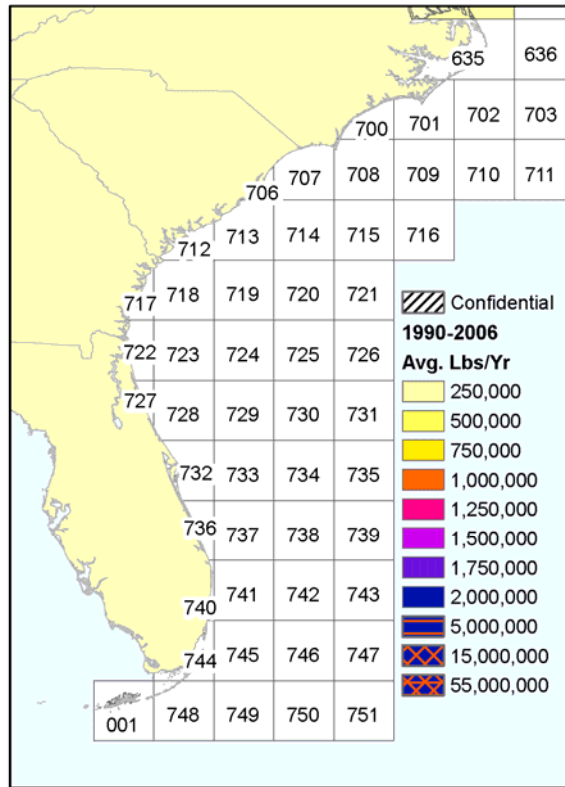 635 636
700 701 702 703
706 707 708 709 710 711
712 713 714 715 716
717 718 719 720 721
722 723 724 725 726
727 728 729 730 731
732 733 734 735
736 737 738 739
740 741 742 743
744 745 746 747
001 748 749 750 751
Confidential
1990-2006
Avg. Lbs/Yr
250,000
500,000
750,000
1,000,000
1,250,000
1,500,000
1,750,000
2,000,000
5,000,000
15,000,000
55,000,000